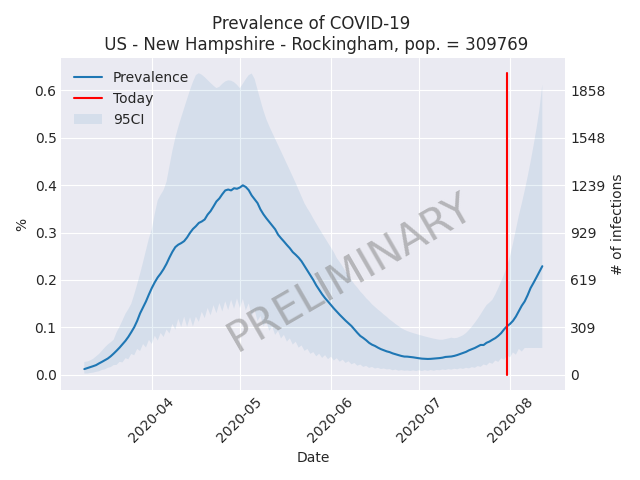 Prevalence of COVID-19
US - New Hampshire - Rockingham, pop. = 309769
Prevalence
Today
95CI
0.6
0.5
0.4
0.3
0.2
0.1
0.0
%
1858
1548
1239
929
619
309
0
# of infections
PRELIMINARY
2020-04
2020-05
2020-06
2020-07
2020-08
Date